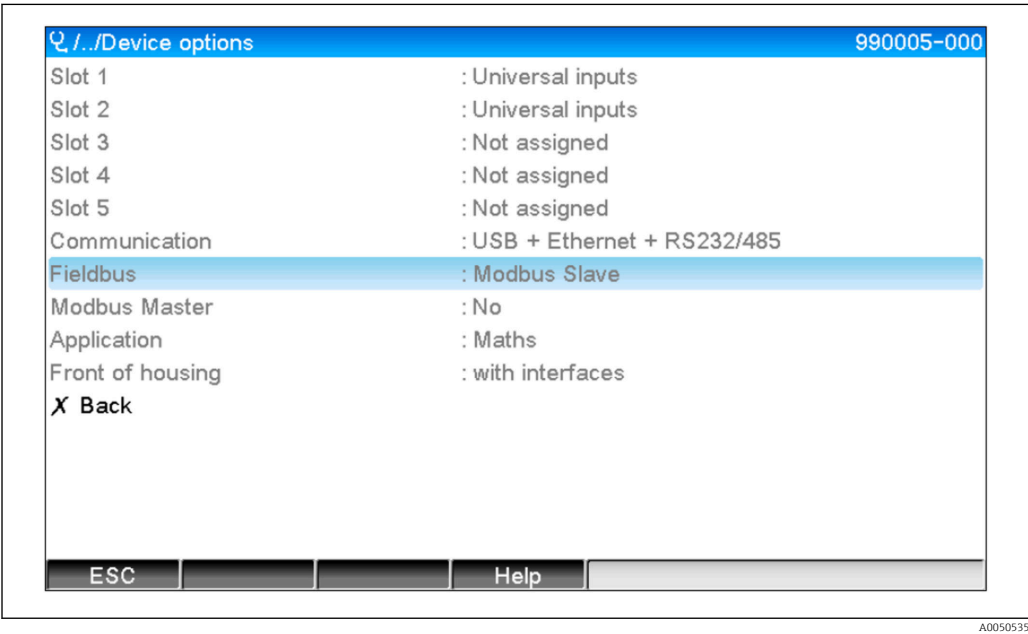 /../Device options 990005-000
Slot 1 : Universal inputs
Slot 2 : Universal inputs
Slot 3 : Not assigned
Slot 4 : Not assigned
Slot 5 : Not assigned
Communication : USB + Ethernet + RS232/485
Fieldbus : Modbus Slave
Modbus Master : No
Application : Maths
Front of housing : with interfaces
X Back
ESC Help
A0050535